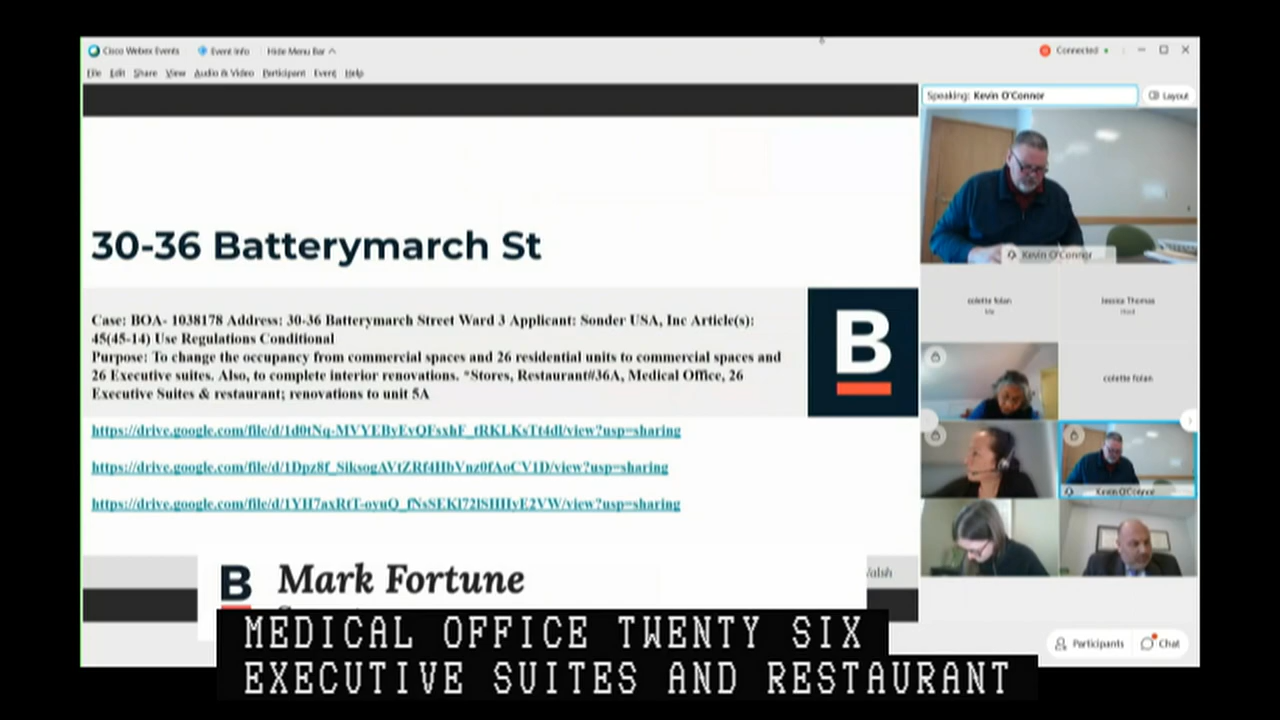 Cisco Webex Events Event Info Hide Menu Bar Connected
File Edit Share View Audio & Video Participant Event Help
Speaking: Kevin O'Connor Layout
Kevin O'Connor
colette folan
Me
Jessica Thomas
Host
colette folan
Kevin O'Connor
30-36 Batterymarch St
Case: BOA- 1038178 Address: 30-36 Batterymarch Street Ward 3 Applicant: Sonder USA, Inc Article(s):
45(45-14) Use Regulations Conditional
Purpose: To change the occupancy from commercial spaces and 26 residential units to commercial spaces and
26 Executive suites. Also, to complete interior renovations. *Stores, Restaurant#36A, Medical Office, 26
Executive Suites & restaurant; renovations to unit 5A
B
B
Mark Fortune
MEDICAL OFFICE TWENTY SIX
EXECUTIVE SUITES AND RESTAURANT
Participants Chat